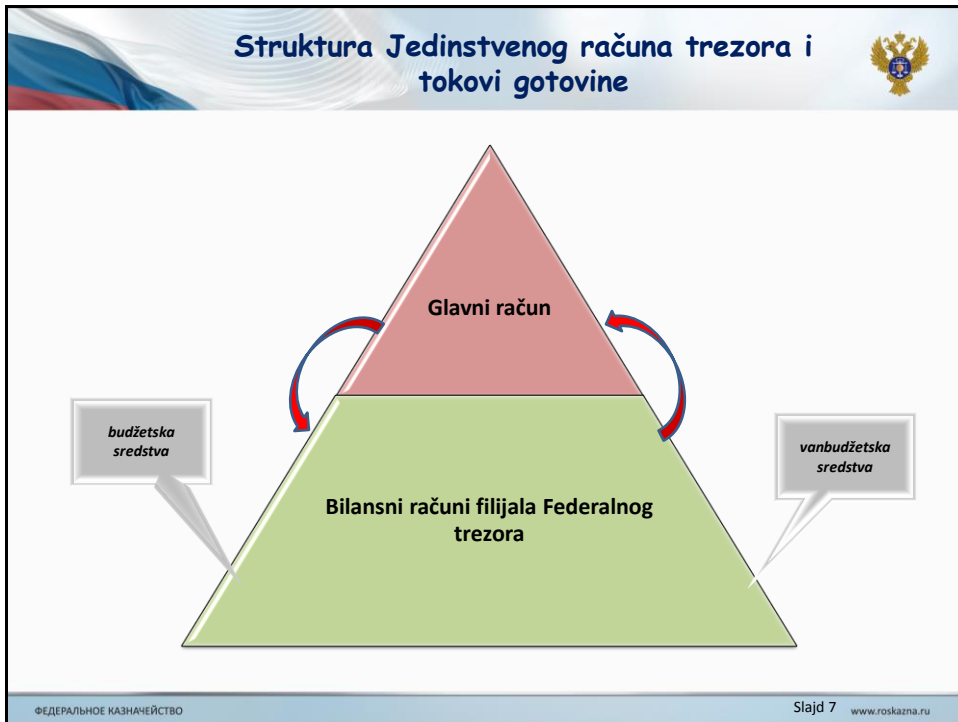 Struktura Jedinstvenog računa trezora i
tokovi gotovine
Glavni račun
budžetska
sredstva
vanbudžetska
sredstva
Bilansni računi filijala Federalnog
trezora
ФЕДЕРАЛЬНОЕ КАЗНАЧЕЙСТВО
Slajd 7
www.roskazna.ru